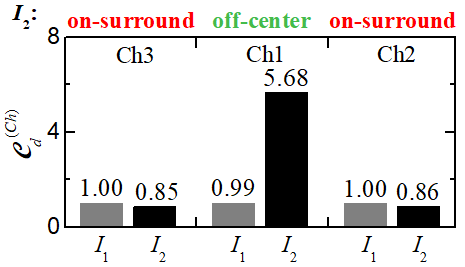 I₂: on-surround off-center on-surround
8 Ch3 Ch1 Ch2
5.68
4
𝒞_d^(Ch)
1.00 0.85 0.99 1.00 0.86
0
I₁ I₂ I₁ I₂ I₁ I₂